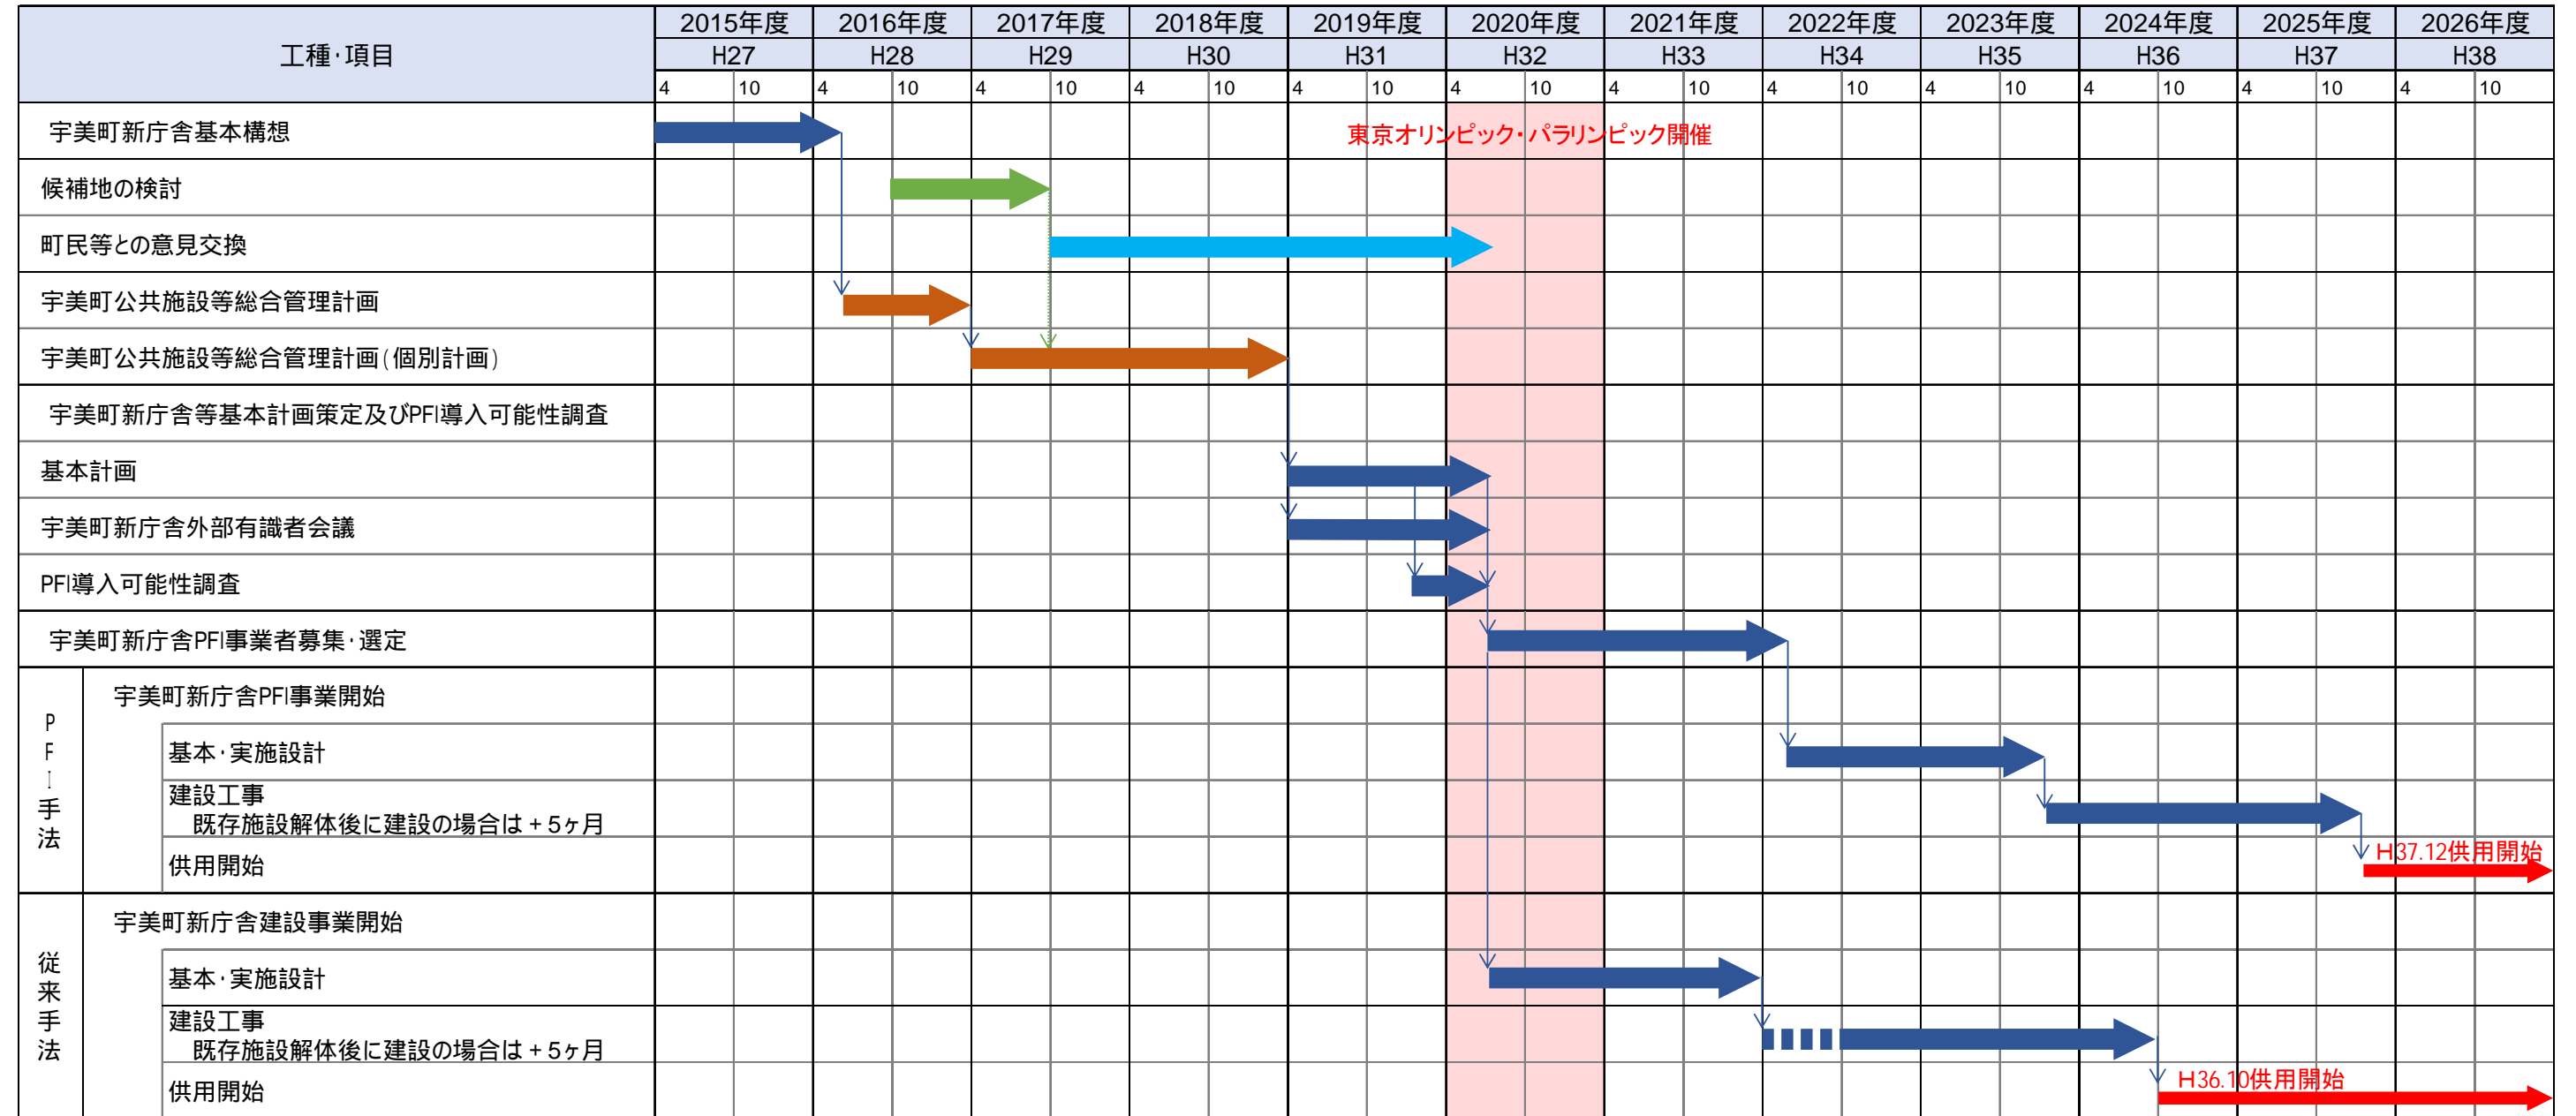 工種･項目
2015年度 2016年度 2017年度 2018年度 2019年度 2020年度 2021年度 2022年度 2023年度 2024年度 2025年度 2026年度
H27 H28 H29 H30 H31 H32 H33 H34 H35 H36 H37 H38
4 10 4 10 4 10 4 10 4 10 4 10 4 10 4 10 4 10 4 10 4 10 4 10
宇美町新庁舎基本構想
東京オリンピック・パラリンピック開催
候補地の検討
町民等との意見交換
宇美町公共施設等総合管理計画
宇美町公共施設等総合管理計画(個別計画)
宇美町新庁舎等基本計画策定及びPFI導入可能性調査
基本計画
宇美町新庁舎外部有識者会議
PFI導入可能性調査
宇美町新庁舎PFI事業者募集･選定
PFI手法
宇美町新庁舎PFI事業開始
基本･実施設計
建設工事
既存施設解体後に建設の場合は+5ヶ月
供用開始
H37.12供用開始
従来手法
宇美町新庁舎建設事業開始
基本･実施設計
建設工事
既存施設解体後に建設の場合は+5ヶ月
供用開始
H36.10供用開始